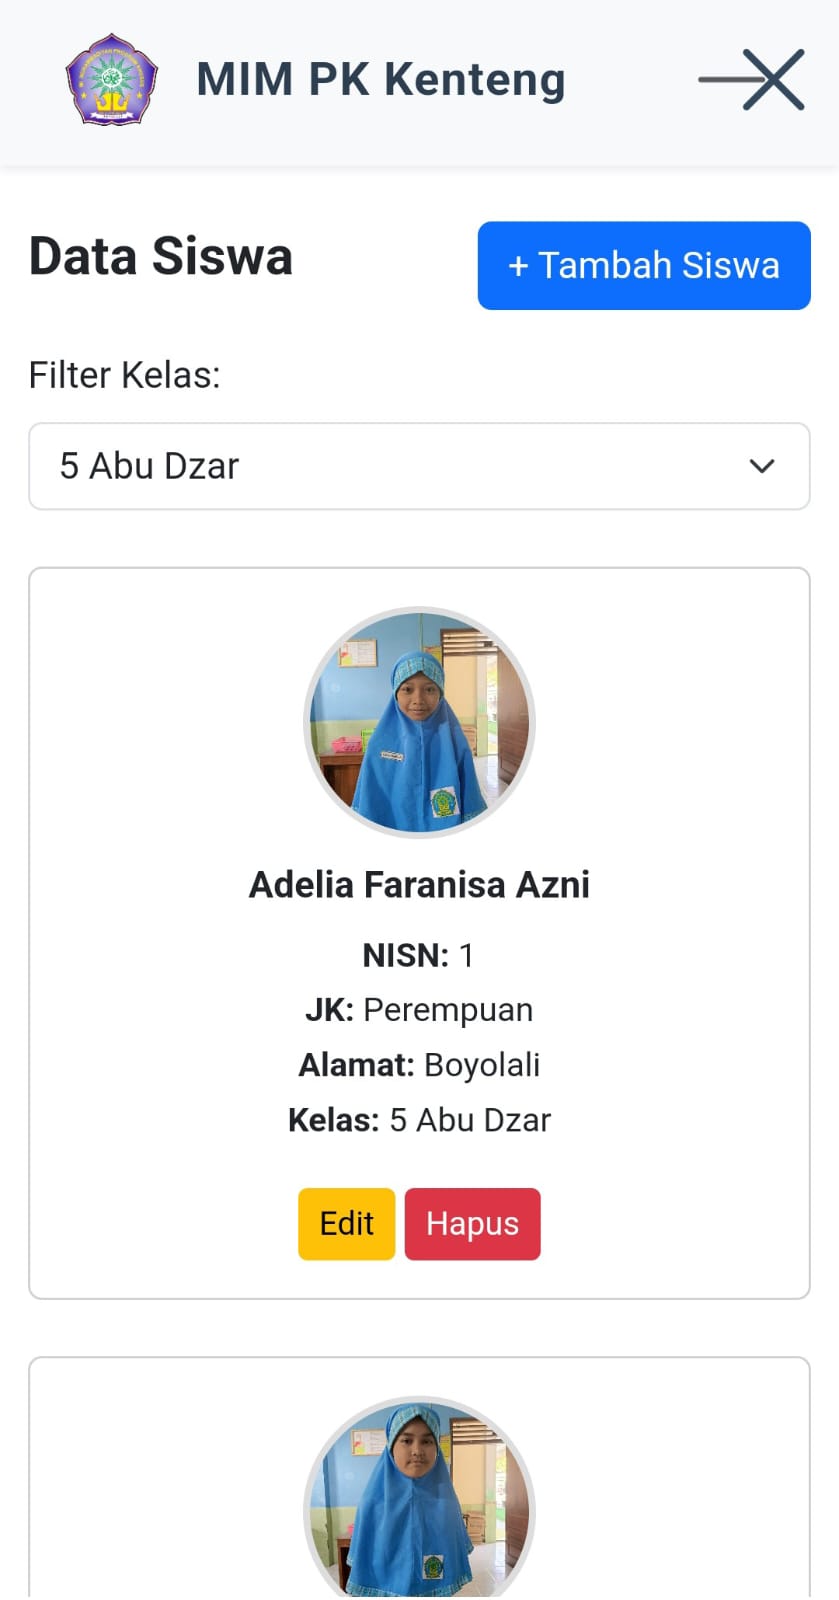 MIM PK Kenteng
Data Siswa
+ Tambah Siswa
Filter Kelas:
5 Abu Dzar
Adelia Faranisa Azni
NISN: 1
JK: Perempuan
Alamat: Boyolali
Kelas: 5 Abu Dzar
Edit
Hapus